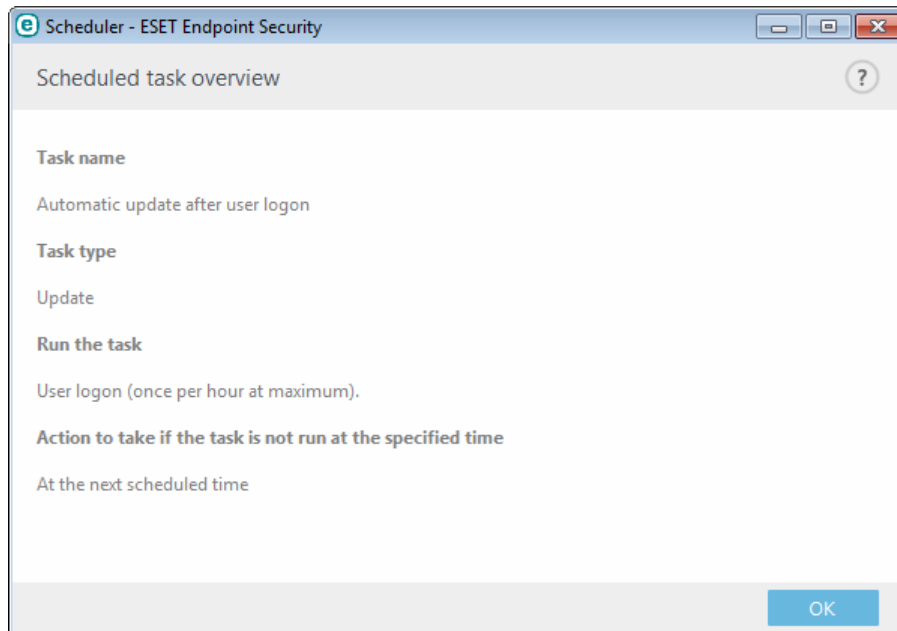 Scheduler - ESET Endpoint Security
Scheduled task overview
?
Task name
Automatic update after user logon
Task type
Update
Run the task
User logon (once per hour at maximum).
Action to take if the task is not run at the specified time
At the next scheduled time
OK